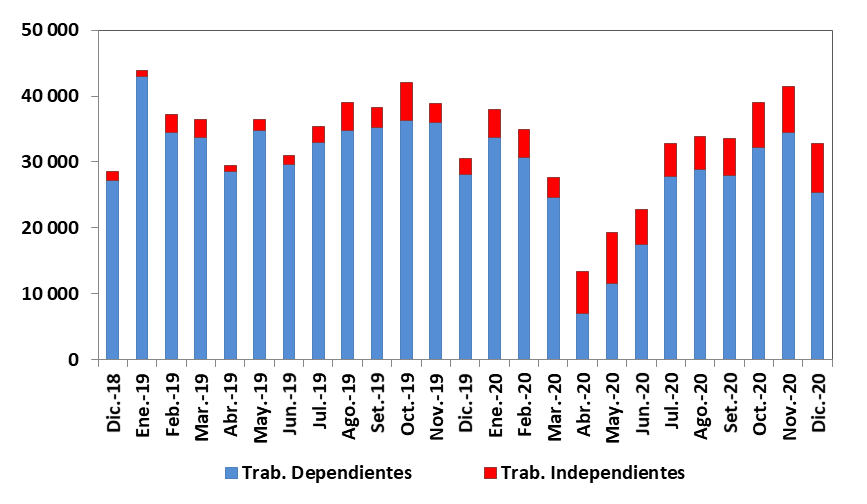 50 000
40 000
30 000
20 000
10 000
0
Dic.-18
Ene.-19
Feb.-19
Mar.-19
Abr.-19
May.-19
Jun.-19
Jul.-19
Ago.-19
Set.-19
Oct.-19
Nov.-19
Dic.-19
Ene.-20
Feb.-20
Mar.-20
Abr.-20
May.-20
Jun.-20
Jul.-20
Ago.-20
Set.-20
Oct.-20
Nov.-20
Dic.-20
Trab. Dependientes Trab. Independientes